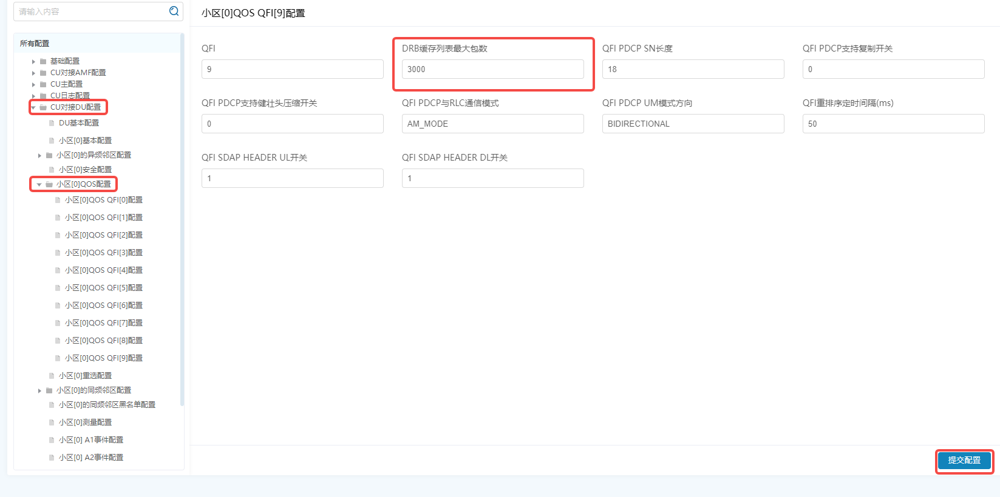 请输入内容
所有配置
基础配置
CU对接AMF配置
CU主配置
CU日志配置
CU对接DU配置
DU基本配置
小区[0]基本配置
小区[0]的异频邻区配置
小区[0]安全配置
小区[0]QOS配置
小区[0]QOS QFI[0]配置
小区[0]QOS QFI[1]配置
小区[0]QOS QFI[2]配置
小区[0]QOS QFI[3]配置
小区[0]QOS QFI[4]配置
小区[0]QOS QFI[5]配置
小区[0]QOS QFI[6]配置
小区[0]QOS QFI[7]配置
小区[0]QOS QFI[8]配置
小区[0]QOS QFI[9]配置
小区[0]重选配置
小区[0]的同频邻区配置
小区[0]的同频邻区黑名单配置
小区[0]测量配置
小区[0] A1事件配置
小区[0] A2事件配置
小区[0]QOS QFI[9]配置
QFI
9
DRB缓存列表最大包数
3000
QFI PDCP SN长度
18
QFI PDCP支持复制开关
0
QFI PDCP支持健壮头压缩开关
0
QFI PDCP与RLC通信模式
AM_MODE
QFI PDCP UM模式方向
BIDIRECTIONAL
QFI重排序定时间隔(ms)
50
QFI SDAP HEADER UL开关
1
QFI SDAP HEADER DL开关
1
提交配置